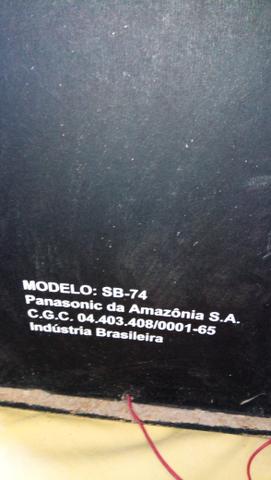 MODELO: SB-74
Panasonic da Amazônia S.A.
C.G.C. 04.403.408/0001-65
Indústria Brasileira